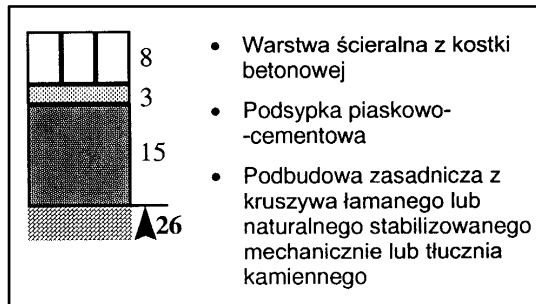 8
3
15
26
• Warstwa ścieralna z kostki
betonowej
• Podsypka piaskowo-
-cementowa
• Podbudowa zasadnicza z
kruszywa łamanego lub
naturalnego stabilizowanego
mechanicznie lub tłucznia
kamiennego